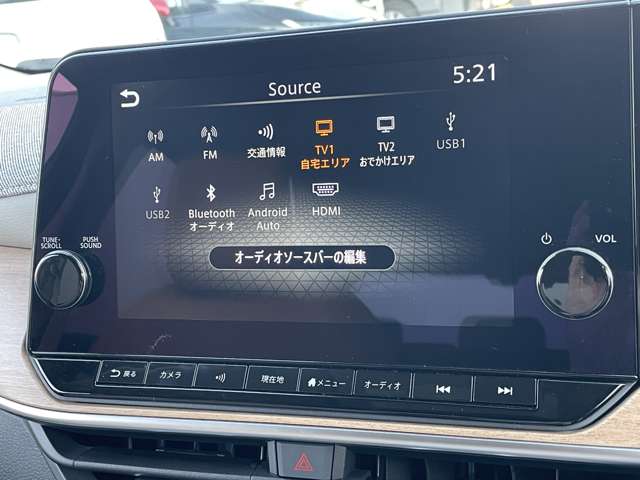 Source
5:21
AM
FM
交通情報
TV1
自宅エリア
TV2
おでかけエリア
USB1
USB2
Bluetooth
オーディオ
Android
Auto
HDMI
オーディオソースバーの編集
TUNE・
SCROLL
PUSH
SOUND
VOL
戻る
カメラ
現在地
メニュー
オーディオ